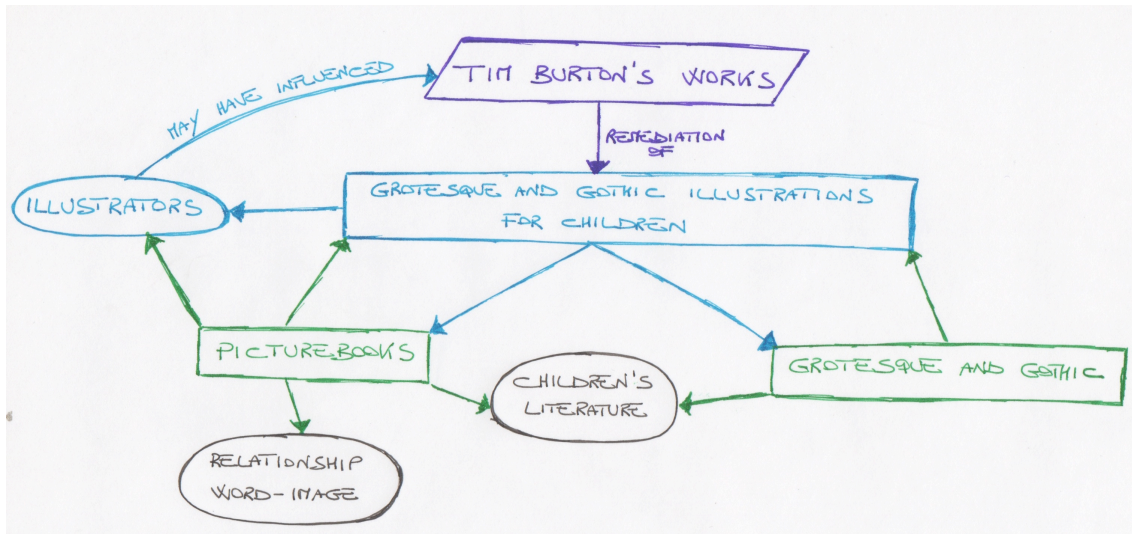 TIM BURTON'S WORKS
MAY HAVE INFLUENCED
REMEDIATION
OF
ILLUSTRATORS
GROTESQUE AND GOTHIC ILLUSTRATIONS
FOR CHILDREN
PICTUREBOOKS
GROTESQUE AND GOTHIC
CHILDREN'S
LITERATURE
RELATIONSHIP
WORD-IMAGE